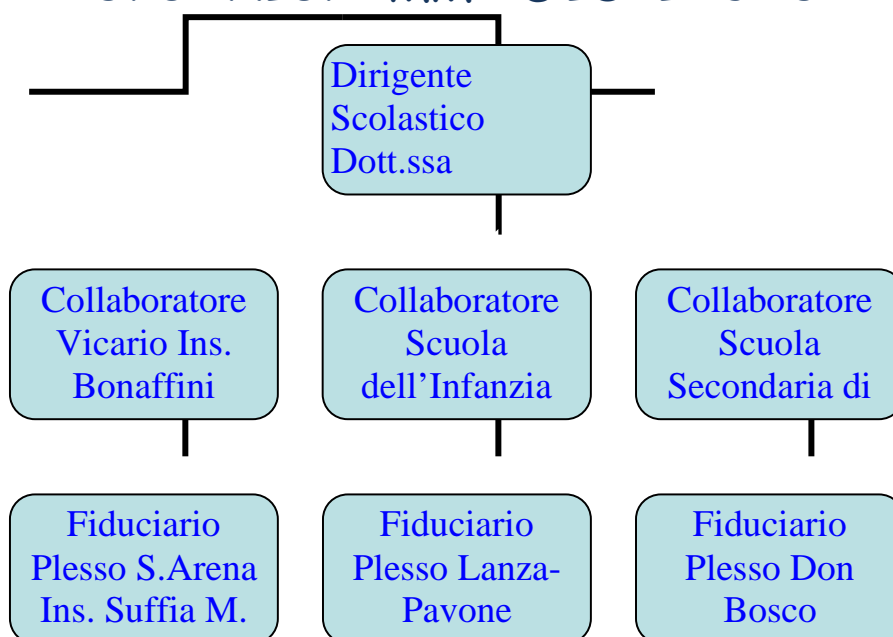 Dirigente
Scolastico
Dott.ssa
Collaboratore
Vicario Ins.
Bonaffini
Collaboratore
Scuola
dell’Infanzia
Collaboratore
Scuola
Secondaria di
Fiduciario
Plesso S.Arena
Ins. Suffia M.
Fiduciario
Plesso Lanza-
Pavone
Fiduciario
Plesso Don
Bosco